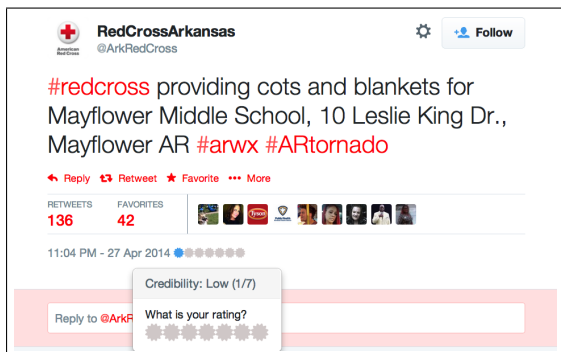 RedCrossArkansas
@ArkRedCross
American
Red Cross
Follow
#redcross providing cots and blankets for
Mayflower Middle School, 10 Leslie King Dr.,
Mayflower AR #arwx #ARtornado
Reply Retweet Favorite More
RETWEETS FAVORITES
136 42
Tyson
11:04 PM - 27 Apr 2014
Credibility: Low (1/7)
What is your rating?
Reply to @ArkR